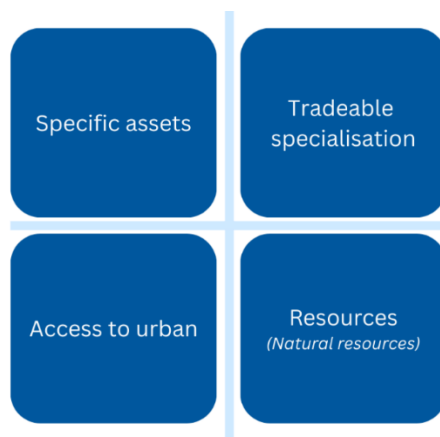 Specific assets
Tradeable
specialisation
Access to urban
Resources
(Natural resources)